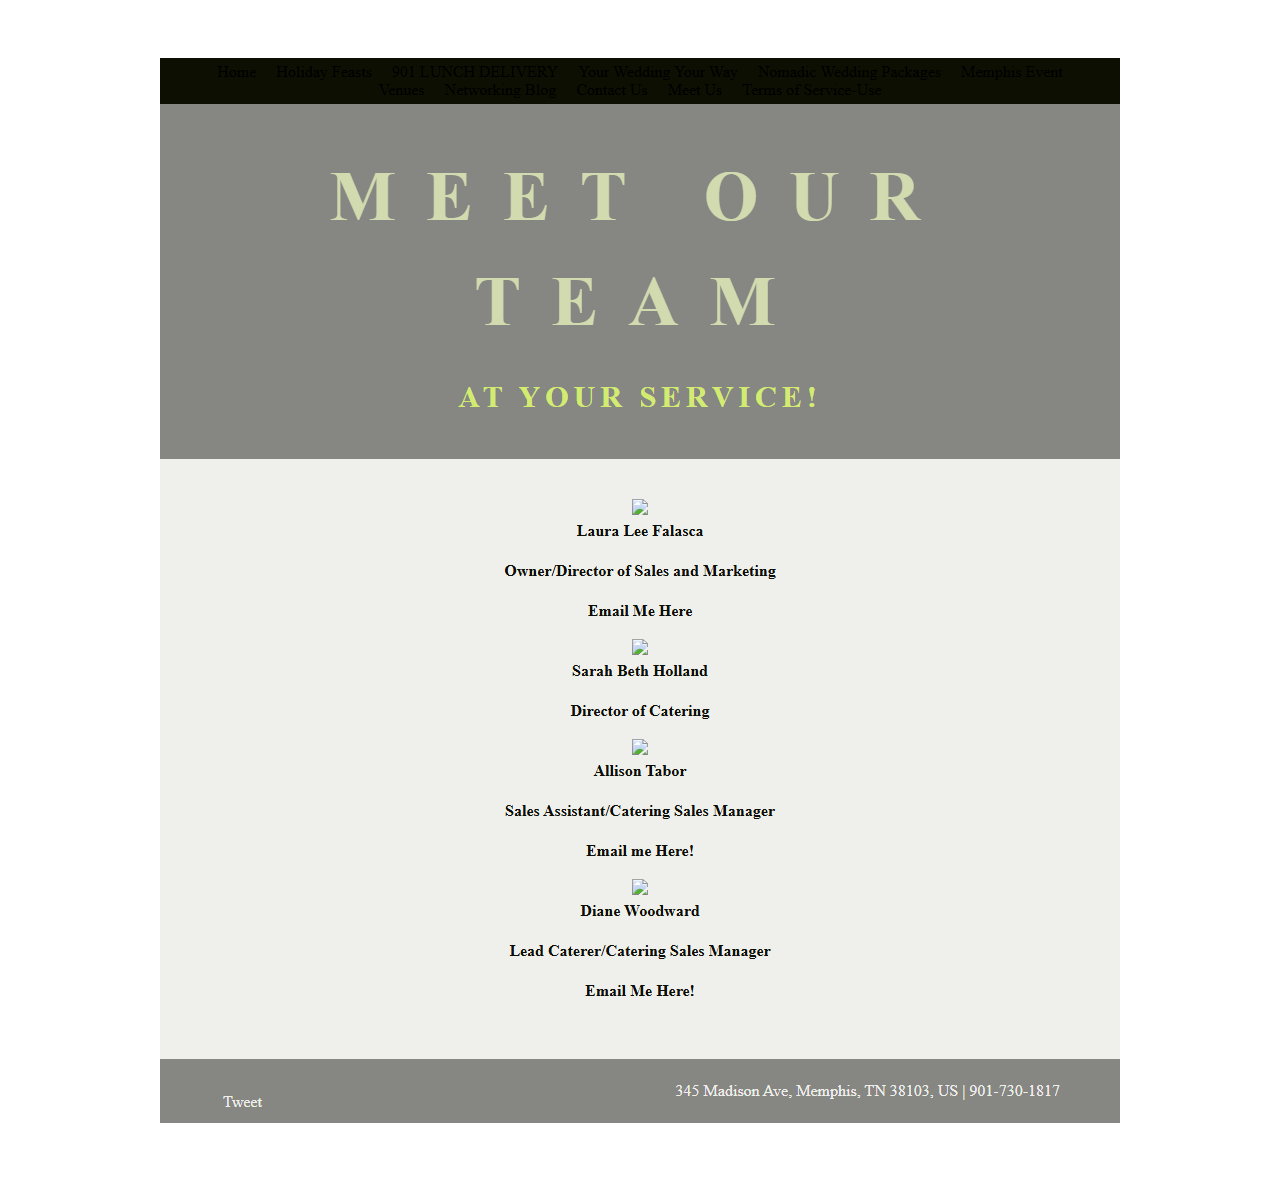 Home Holiday Feasts 901 LUNCH DELIVERY Your Wedding Your Way Nomadic Wedding Packages Memphis Event
Venues Networking Blog Contact Us Meet Us Terms of Service-Use
MEET OUR
TEAM
AT YOUR SERVICE!
Laura Lee Falasca
Owner/Director of Sales and Marketing
Email Me Here
Sarah Beth Holland
Director of Catering
Allison Tabor
Sales Assistant/Catering Sales Manager
Email me Here!
Diane Woodward
Lead Caterer/Catering Sales Manager
Email Me Here!
345 Madison Ave, Memphis, TN 38103, US | 901-730-1817
Tweet